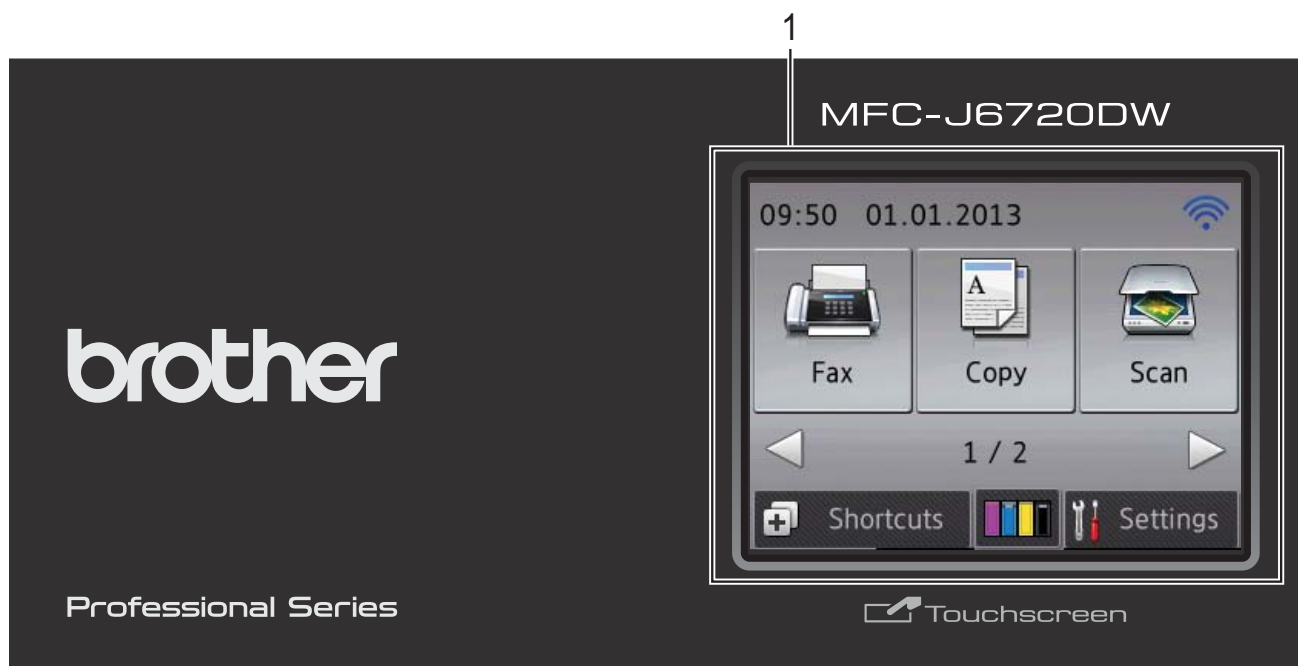 1
MFC-J6720DW
09:50 01.01.2013
A
Fax Copy Scan
brother
1 / 2
Shortcuts Settings
Professional Series
Touchscreen